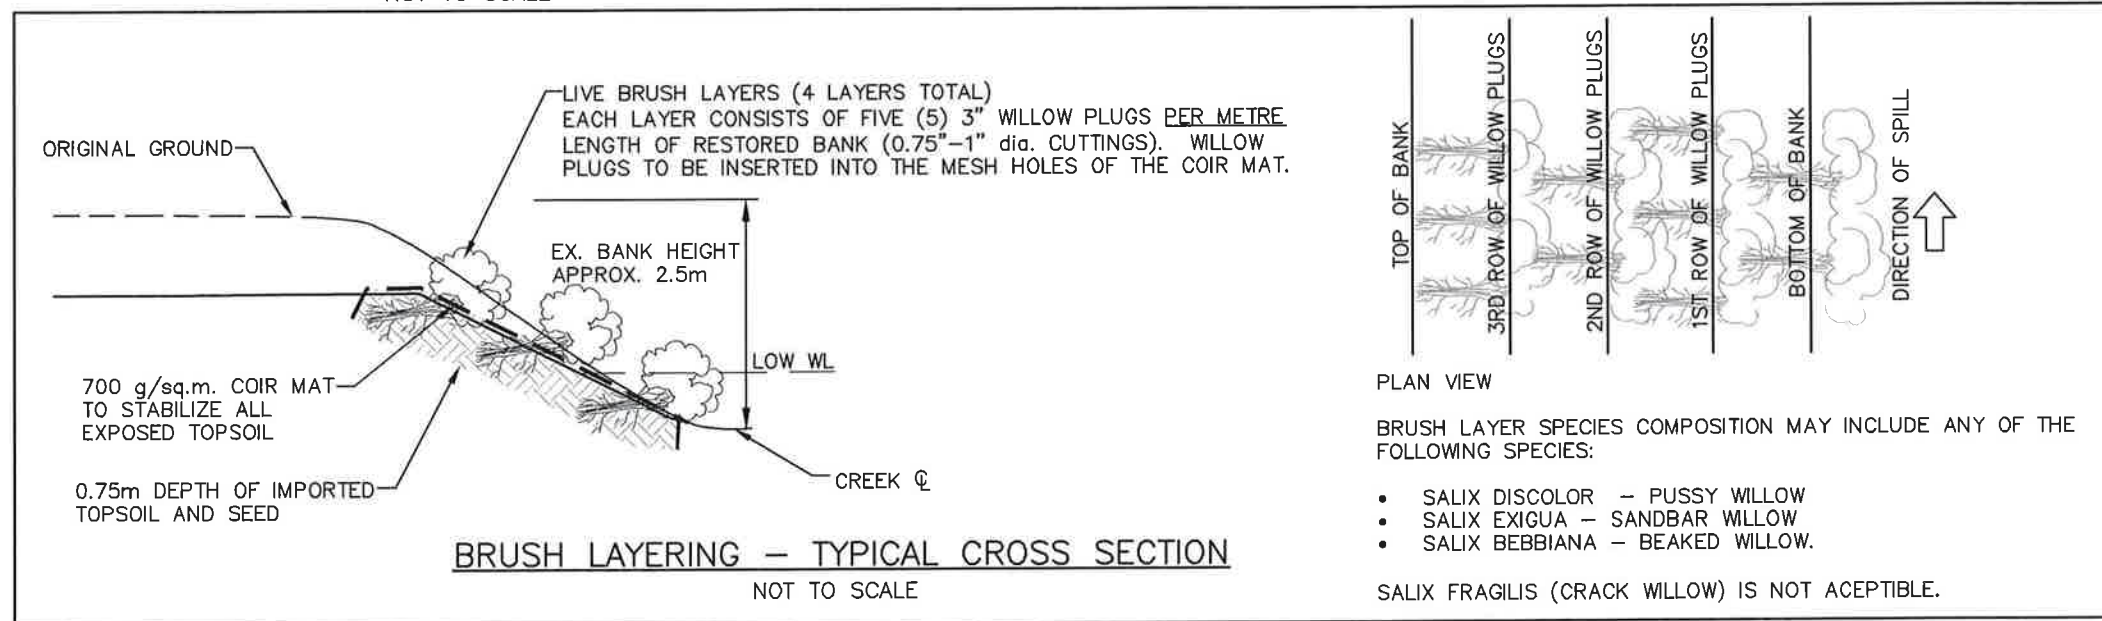 LIVE BRUSH LAYERS (4 LAYERS TOTAL)
EACH LAYER CONSISTS OF FIVE (5) 3" WILLOW PLUGS PER METRE
LENGTH OF RESTORED BANK (0.75"-1" dia. CUTTINGS). WILLOW
PLUGS TO BE INSERTED INTO THE MESH HOLES OF THE COIR MAT.
ORIGINAL GROUND
EX. BANK HEIGHT
APPROX. 2.5m
LOW WL
700 g/sq.m. COIR MAT
TO STABILIZE ALL
EXPOSED TOPSOIL
0.75m DEPTH OF IMPORTED
TOPSOIL AND SEED
CREEK ℄
BRUSH LAYERING – TYPICAL CROSS SECTION
NOT TO SCALE
TOP OF BANK
3RD ROW OF WILLOW PLUGS
2ND ROW OF WILLOW PLUGS
1ST ROW OF WILLOW PLUGS
BOTTOM OF BANK
DIRECTION OF SPILL
PLAN VIEW
BRUSH LAYER SPECIES COMPOSITION MAY INCLUDE ANY OF THE
FOLLOWING SPECIES:
• SALIX DISCOLOR – PUSSY WILLOW
• SALIX EXIGUA – SANDBAR WILLOW
• SALIX BEBBIANA – BEAKED WILLOW.
SALIX FRAGILIS (CRACK WILLOW) IS NOT ACEPTIBLE.